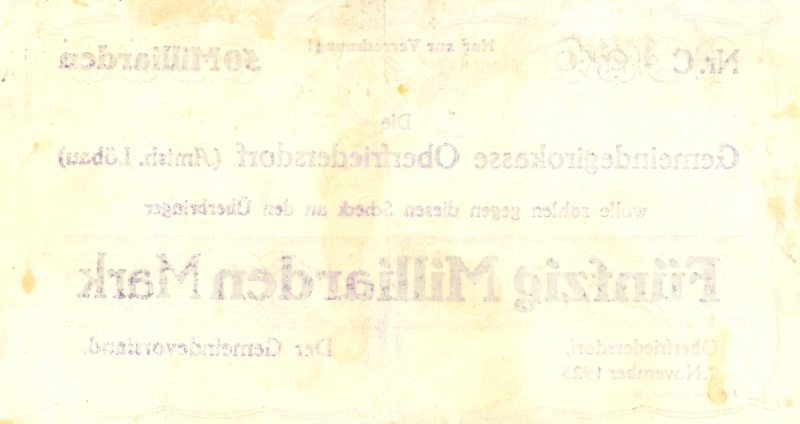 Nr. C
Nur zur Verrechnung!
50 Milliarden
Die
Gemeindegirokasse Oberfriedersdorf (Amtsh. Löbau)
wolle zahlen gegen diesen Scheck an den Überbringer
Fünfzig Milliarden Mark
Oberfriedersdorf,
7. November 1923
Der Gemeindevorstand.